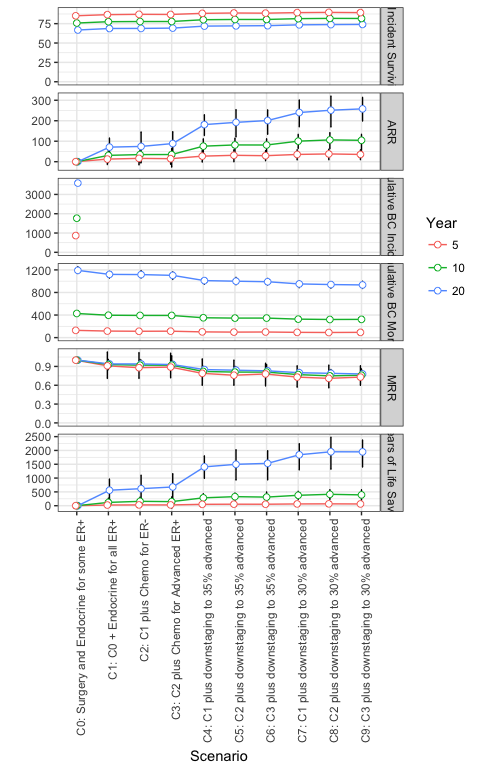 75
50
25
0
Incident Surviv
300
200
100
0
ARR
3000
2000
1000
0
ulative BC Incid
1200
800
400
0
ulative BC Mor
0.9
0.6
0.3
0.0
MRR
2500
2000
1500
1000
500
0
ars of Life Sav
C0: Surgery and Endocrine for some ER+
C1: C0 + Endocrine for all ER+
C2: C1 plus Chemo for ER-
C3: C2 plus Chemo for Advanced ER+
C4: C1 plus downstaging to 35% advanced
C5: C2 plus downstaging to 35% advanced
C6: C3 plus downstaging to 35% advanced
C7: C1 plus downstaging to 30% advanced
C8: C2 plus downstaging to 30% advanced
C9: C3 plus downstaging to 30% advanced
Scenario
Year
5
10
20